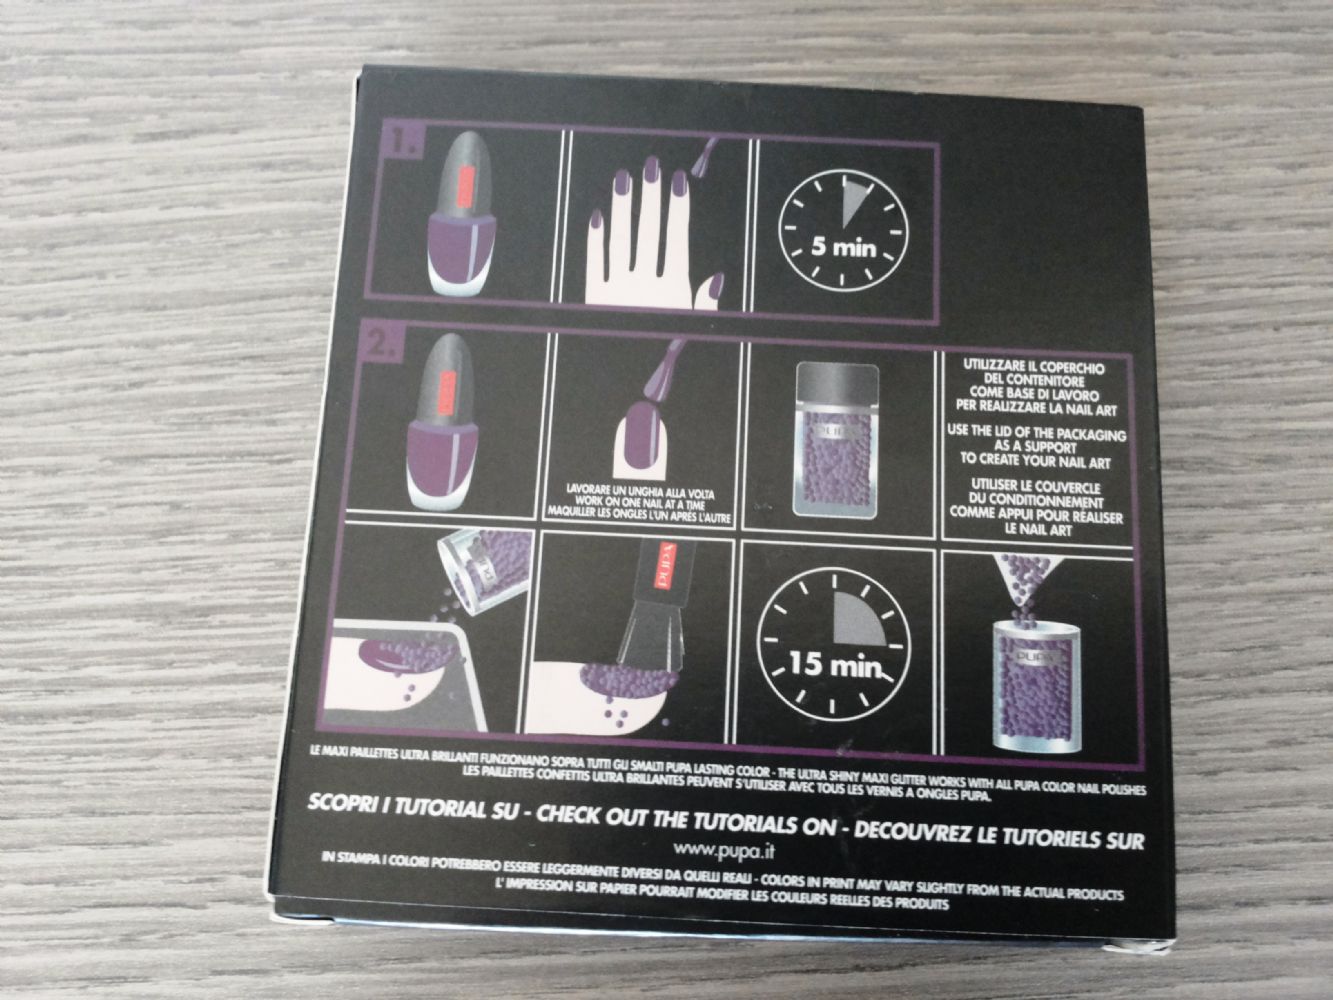 1.
5 min
2.
PUPA
PUPA
UTILIZZARE IL COPERCHIO
DEL CONTENITORE
COME BASE DI LAVORO
PER REALIZZARE LA NAIL ART
USE THE LID OF THE PACKAGING
AS A SUPPORT
TO CREATE YOUR NAIL ART
UTILISER LE COUVERCLE
DU CONDITIONNEMENT
COMME APPUI POUR RÉALISER
LE NAIL ART
LAVORARE UN UNGHIA ALLA VOLTA
WORK ON ONE NAIL AT A TIME
MAQUILLER LES ONGLES L'UN APRÉS L'AUTRE
PUPA
PUPA
15 min.
PUPA
LE MAXI PAILLETTES ULTRA BRILLANTI FUNZIONANO SOPRA TUTTI GLI SMALTI PUPA LASTING COLOR - THE ULTRA SHINY MAXI GLITTER WORKS WITH ALL PUPA COLOR NAIL POLISHES
LES PAILLETTES CONFETTIS ULTRA BRILLANTES PEUVENT S'UTILISER AVEC TOUS LES VERNIS A ONGLES PUPA.
SCOPRI I TUTORIAL SU - CHECK OUT THE TUTORIALS ON - DECOUVREZ LE TUTORIELS SUR
www.pupa.it
IN STAMPA I COLORI POTREBBERO ESSERE LEGGERMENTE DIVERSI DA QUELLI REALI - COLORS IN PRINT MAY VARY SLIGHTLY FROM THE ACTUAL PRODUCTS
L' IMPRESSION SUR PAPIER POURRAIT MODIFIER LES COULEURS REELLES DES PRODUITS